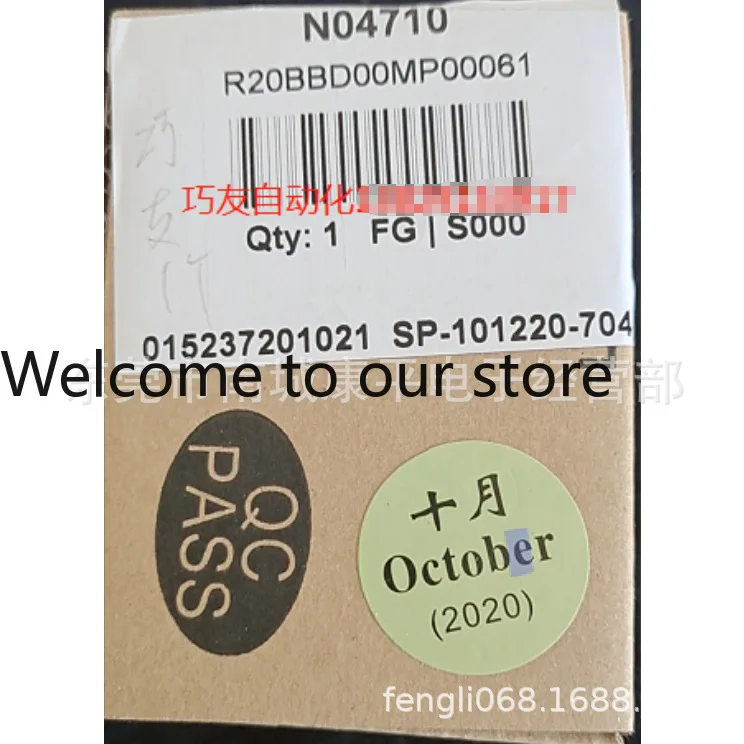 N04710
R20BBD00MP00061
巧友自动化
Qty: 1 FG | S000
015237201021 SP-101220-704
Welcome to our store
QC
PASS
十月
October
(2020)
fengli068.1688.